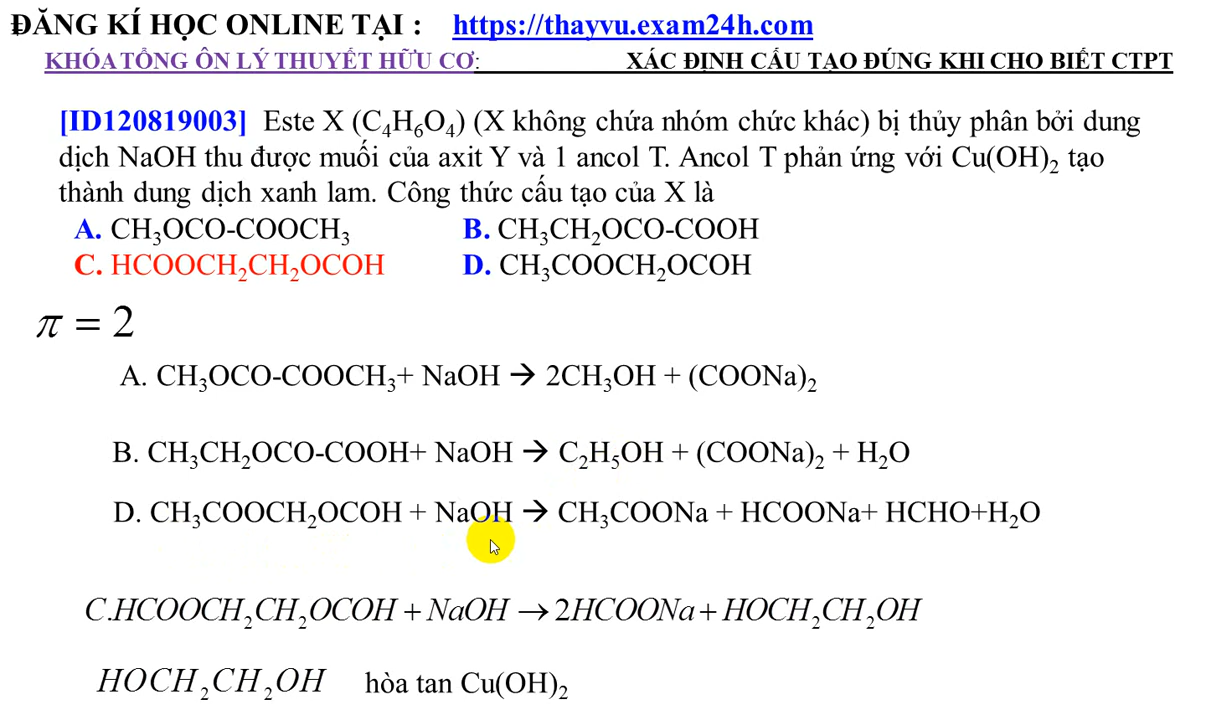 ĐĂNG KÍ HỌC ONLINE TẠI : https://thayvu.exam24h.com
KHÓA TỔNG ÔN LÝ THUYẾT HỮU CƠ: XÁC ĐỊNH CẤU TẠO ĐÚNG KHI CHO BIẾT CTPT
[ID120819003] Este X (C₄H₆O₄) (X không chứa nhóm chức khác) bị thủy phân bởi dung
dịch NaOH thu được muối của axit Y và 1 ancol T. Ancol T phản ứng với Cu(OH)₂ tạo
thành dung dịch xanh lam. Công thức cấu tạo của X là
A. CH₃OCO-COOCH₃ B. CH₃CH₂OCO-COOH
C. HCOOCH₂CH₂OCOH D. CH₃COOCH₂OCOH
π = 2
A. CH₃OCO-COOCH₃+ NaOH → 2CH₃OH + (COONa)₂
B. CH₃CH₂OCO-COOH+ NaOH → C₂H₅OH + (COONa)₂ + H₂O
D. CH₃COOCH₂OCOH + NaOH → CH₃COONa + HCOONa+ HCHO+H₂O
C.HCOOCH₂CH₂OCOH + NaOH → 2HCOONa + HOCH₂CH₂OH
HOCH₂CH₂OH hòa tan Cu(OH)₂